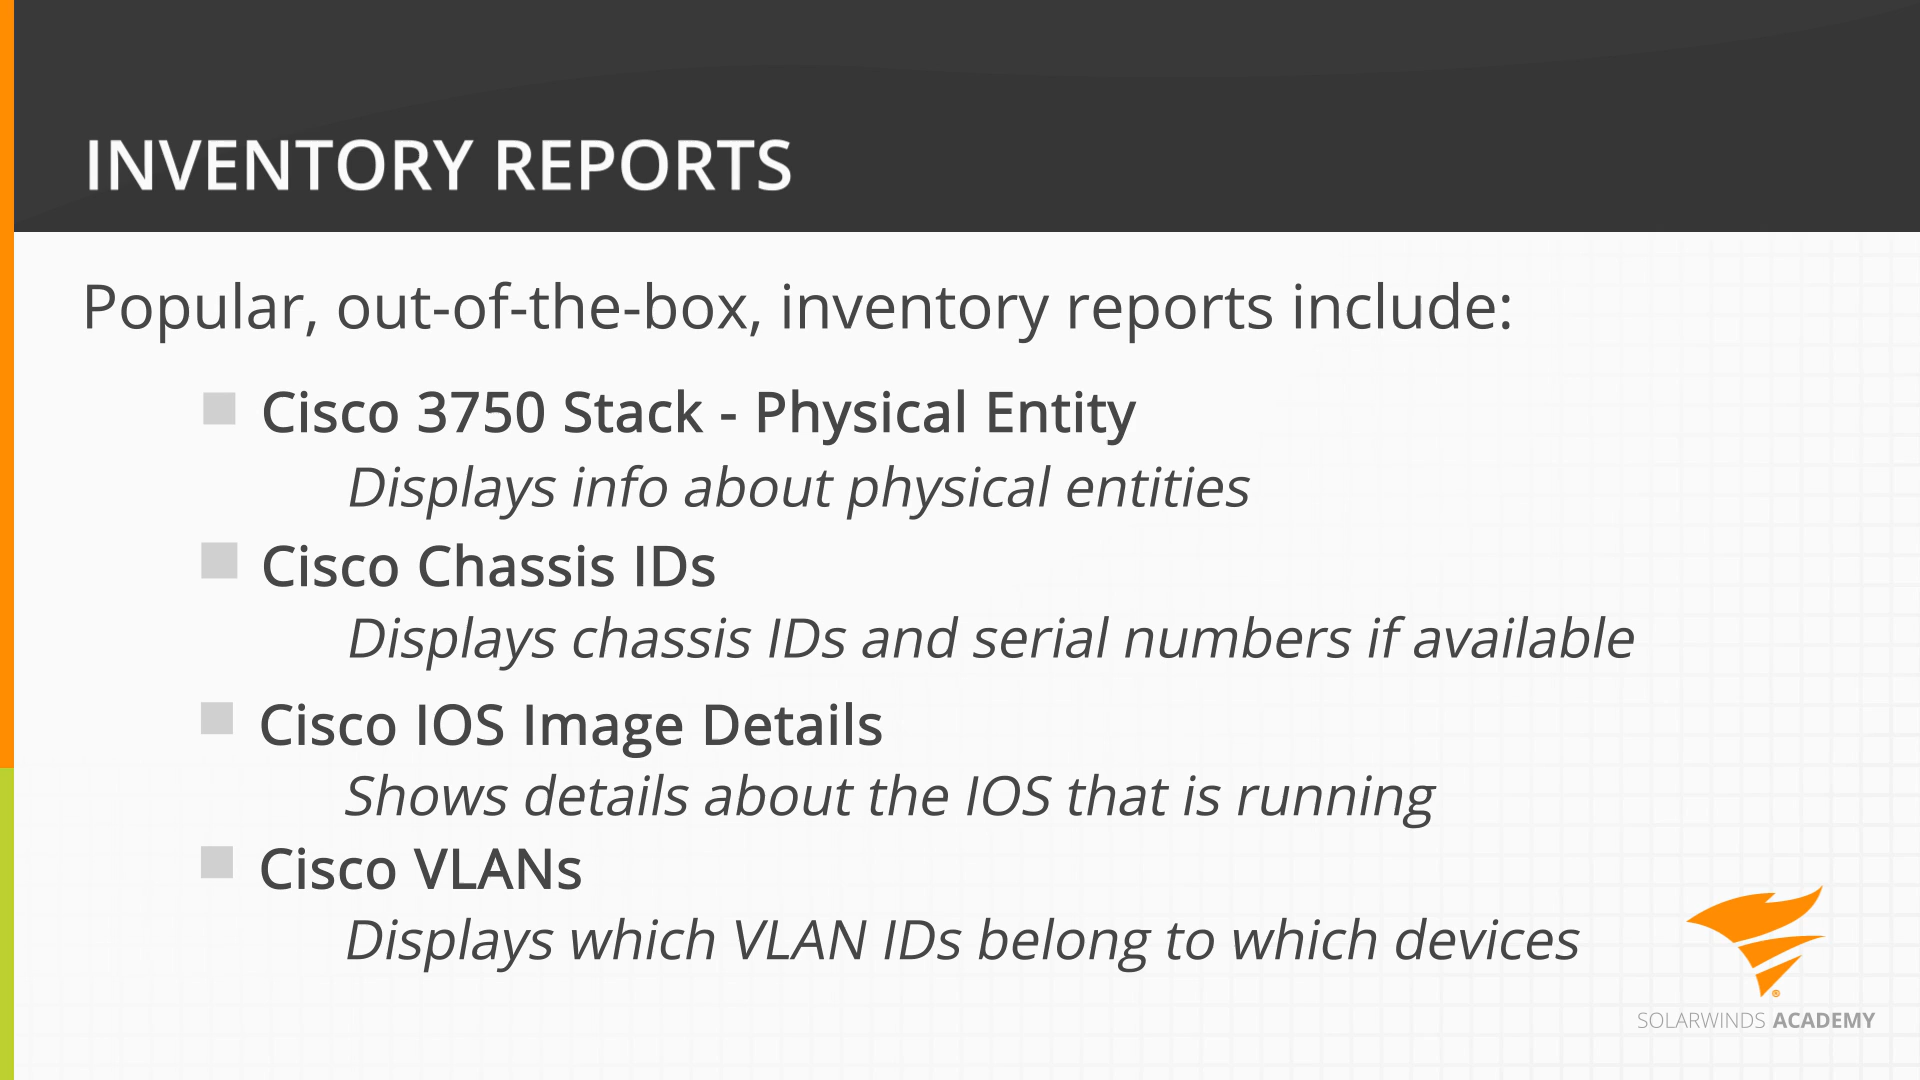 INVENTORY REPORTS
Popular, out-of-the-box, inventory reports include:
Cisco 3750 Stack - Physical Entity
Displays info about physical entities
Cisco Chassis IDs
Displays chassis IDs and serial numbers if available
Cisco IOS Image Details
Shows details about the IOS that is running
Cisco VLANs
Displays which VLAN IDs belong to which devices
®
SOLARWINDS ACADEMY